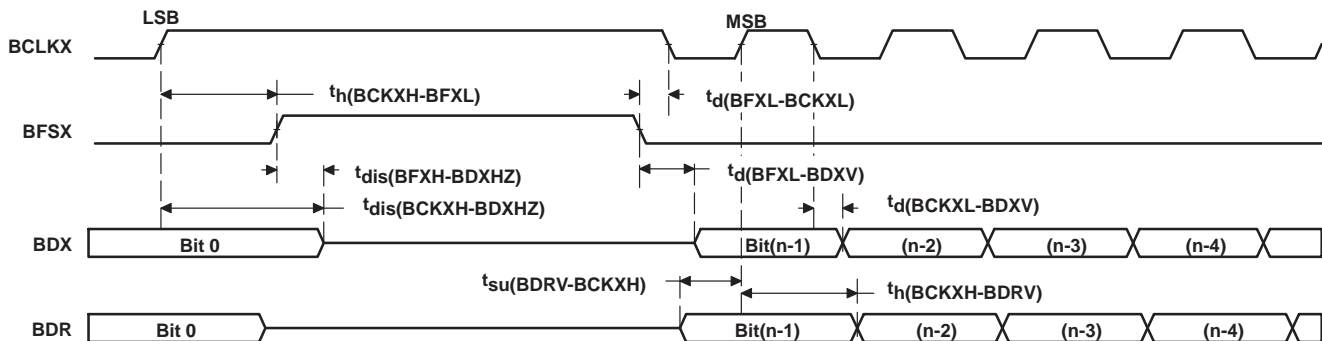 LSB
MSB
BCLKX
th(BCKXH-BFXL)
td(BFXL-BCKXL)
BFSX
tdis(BFXH-BDXHZ)
td(BFXL-BDXV)
tdis(BCKXH-BDXHZ)
td(BCKXL-BDXV)
BDX
Bit 0
Bit(n-1)
(n-2)
(n-3)
(n-4)
tsu(BDRV-BCKXH)
th(BCKXH-BDRV)
BDR
Bit 0
Bit(n-1)
(n-2)
(n-3)
(n-4)